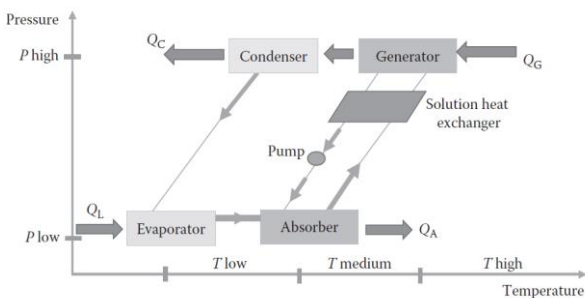 Pressure
P high
P low
Q_C
Condenser
Generator
Q_G
Solution heat
exchanger
Pump
Q_L
Evaporator
Absorber
Q_A
T low
T medium
T high
Temperature